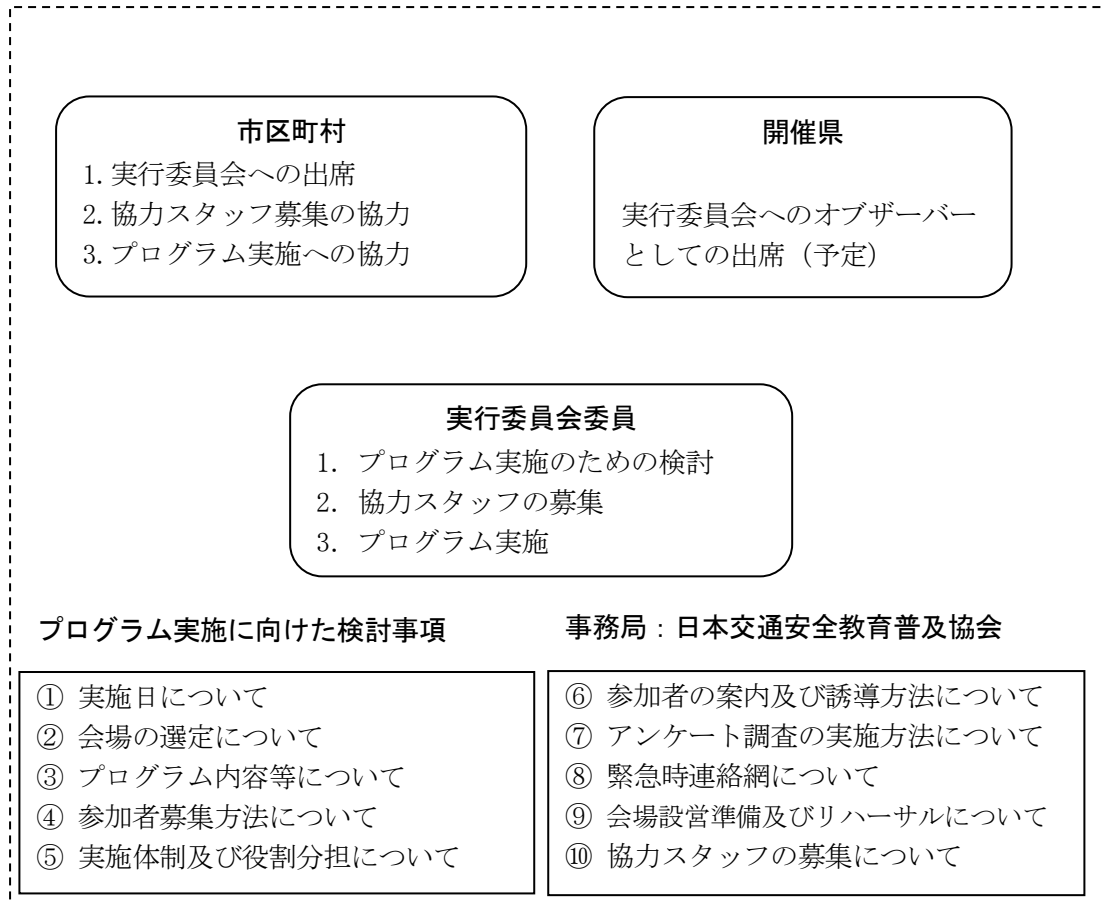 市区町村
1. 実行委員会への出席
2. 協力スタッフ募集の協力
3. プログラム実施への協力
開催県
実行委員会へのオブザーバー
としての出席（予定）
実行委員会委員
1. プログラム実施のための検討
2. 協力スタッフの募集
3. プログラム実施
プログラム実施に向けた検討事項
① 実施日について
② 会場の選定について
③ プログラム内容等について
④ 参加者募集方法について
⑤ 実施体制及び役割分担について
事務局：日本交通安全教育普及協会
⑥ 参加者の案内及び誘導方法について
⑦ アンケート調査の実施方法について
⑧ 緊急時連絡網について
⑨ 会場設営準備及びリハーサルについて
⑩ 協力スタッフの募集について